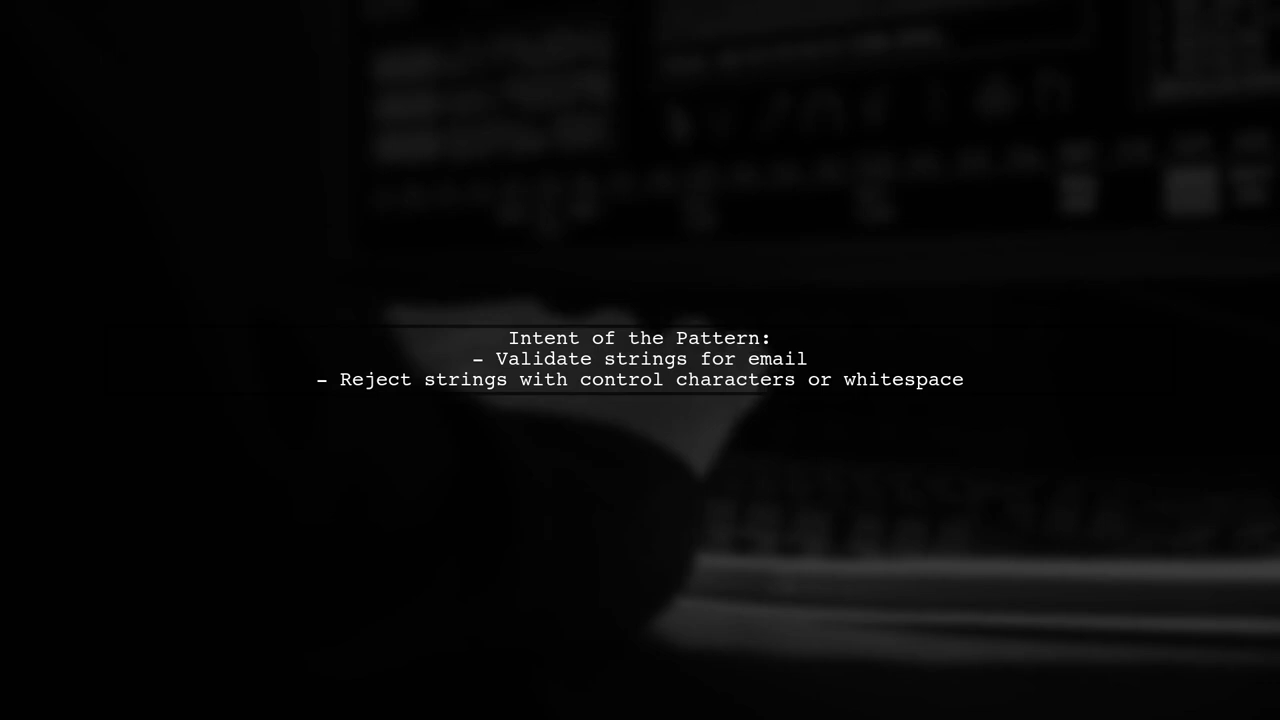 Intent of the Pattern:
- Validate strings for email
- Reject strings with control characters or whitespace